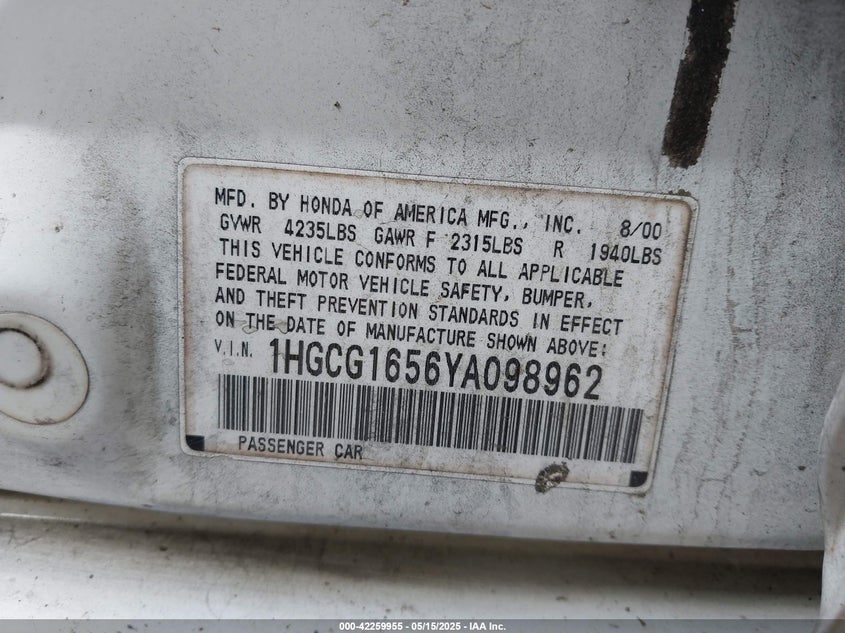 MFD. BY HONDA OF AMERICA MFG., INC. 8/00
GVWR 4235LBS GAWR F 2315LBS R 1940LBS
THIS VEHICLE CONFORMS TO ALL APPLICABLE
FEDERAL MOTOR VEHICLE SAFETY, BUMPER,
AND THEFT PREVENTION STANDARDS IN EFFECT
ON THE DATE OF MANUFACTURE SHOWN ABOVE:
V.I.N. 1HGCG1656YA098962
PASSENGER CAR
000-42259955 - 05/15/2025 - IAA Inc.